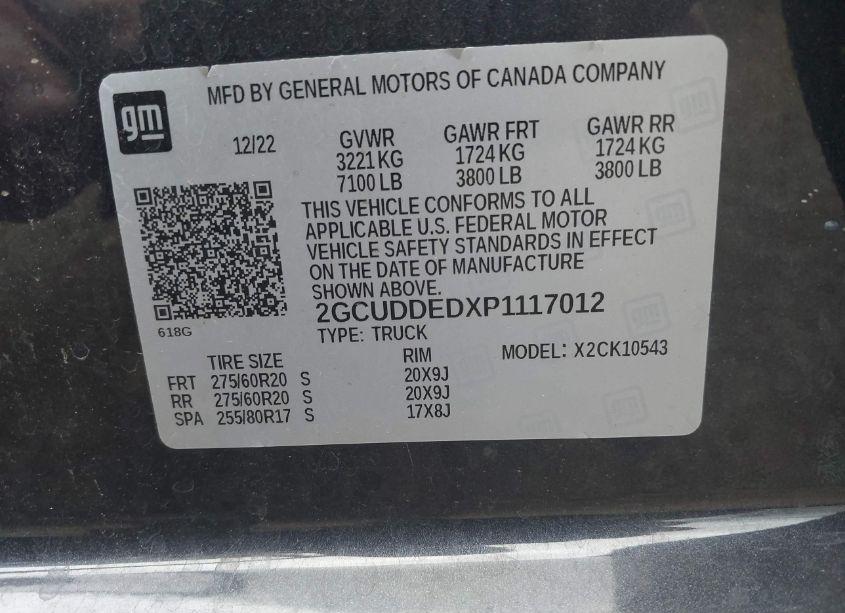 MFD BY GENERAL MOTORS OF CANADA COMPANY
gm
12/22 GVWR GAWR FRT GAWR RR
3221 KG 1724 KG 1724 KG
7100 LB 3800 LB 3800 LB
THIS VEHICLE CONFORMS TO ALL
APPLICABLE U.S. FEDERAL MOTOR
VEHICLE SAFETY STANDARDS IN EFFECT
ON THE DATE OF MANUFACTURE
SHOWN ABOVE.
2GCUDDEDXP1117012
618G
TYPE: TRUCK
TIRE SIZE RIM MODEL: X2CK10543
FRT 275/60R20 S 20X9J
RR 275/60R20 S 20X9J
SPA 255/80R17 S 17X8J